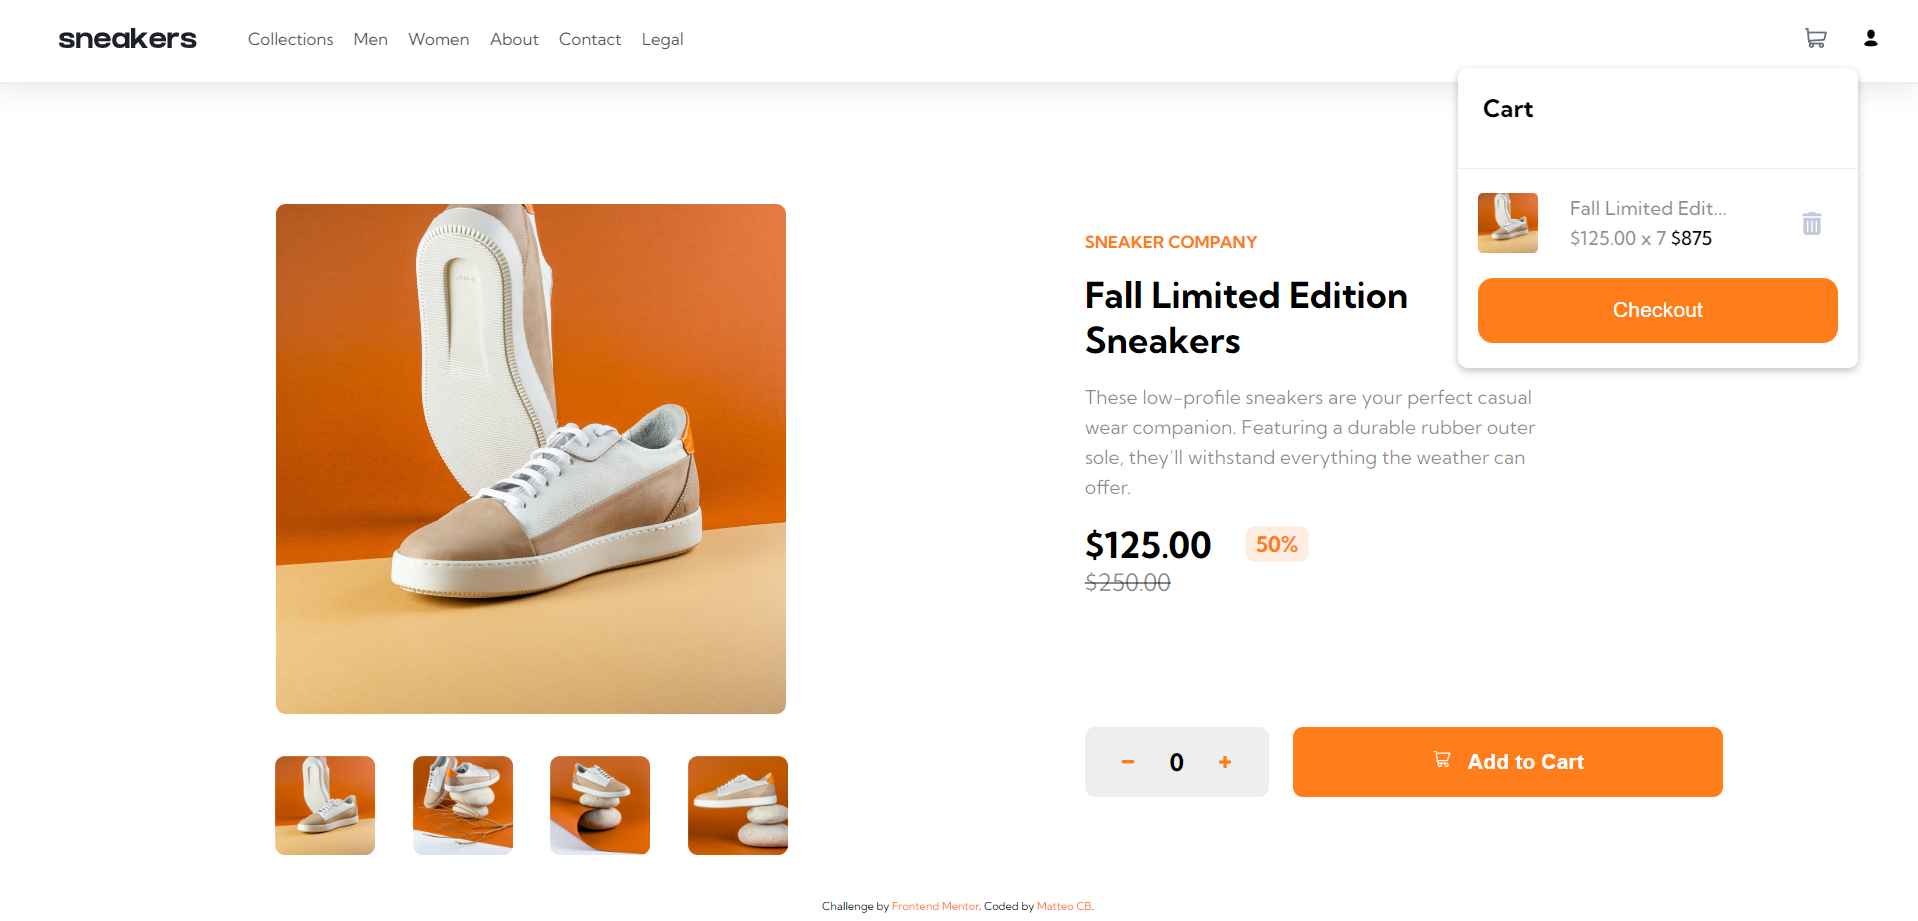 sneakers
Collections Men Women About Contact Legal
Cart
Fall Limited Edit...
$125.00 x 7 $875
Checkout
SNEAKER COMPANY
Fall Limited Edition
Sneakers
These low-profile sneakers are your perfect casual
wear companion. Featuring a durable rubber outer
sole, they’ll withstand everything the weather can
offer.
$125.00 50%
$250.00
- 0 + Add to Cart
Challenge by Frontend Mentor. Coded by Matteo CB.